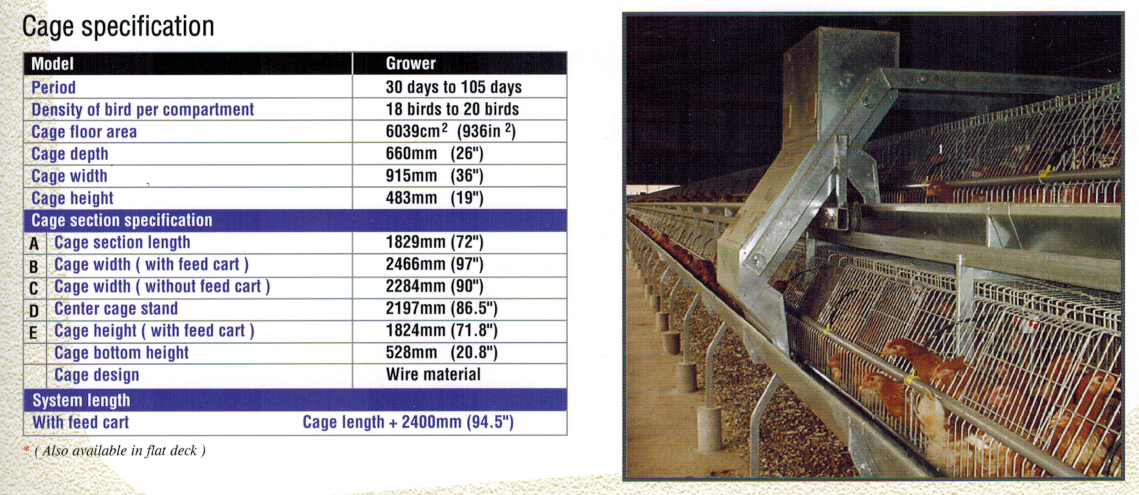 Cage specification
Model Grower
Period 30 days to 105 days
Density of bird per compartment 18 birds to 20 birds
Cage floor area 6039cm² (936in ²)
Cage depth 660mm (26")
Cage width 915mm (36")
Cage height 483mm (19")
Cage section specification
A Cage section length 1829mm (72")
B Cage width ( with feed cart ) 2466mm (97")
C Cage width ( without feed cart ) 2284mm (90")
D Center cage stand 2197mm (86.5")
E Cage height ( with feed cart ) 1824mm (71.8")
Cage bottom height 528mm (20.8")
Cage design Wire material
System length
With feed cart Cage length + 2400mm (94.5")
* ( Also available in flat deck )